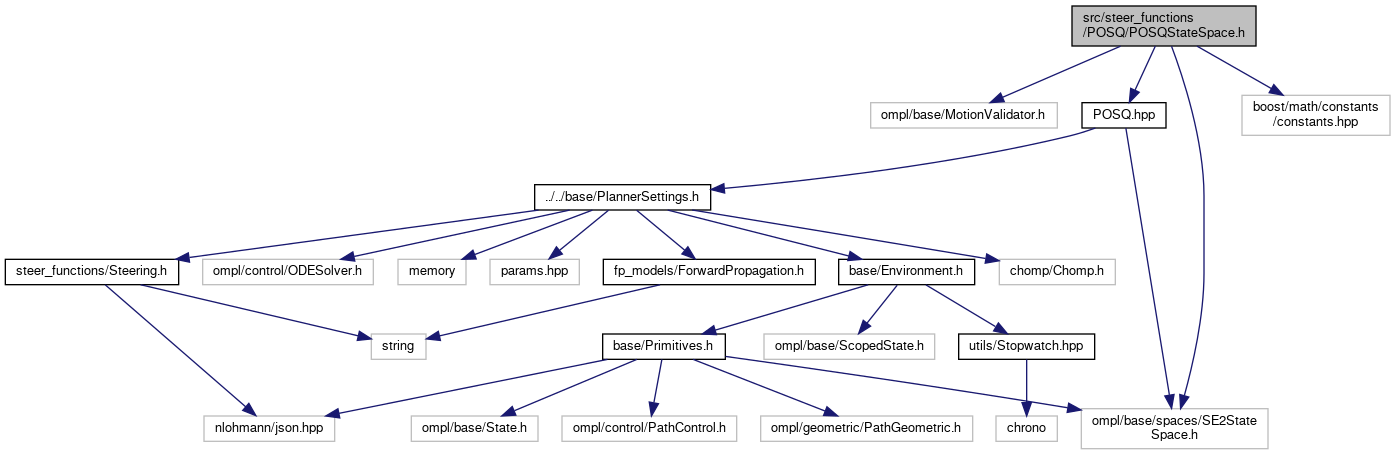 src/steer_functions
/POSQ/POSQStateSpace.h
ompl/base/MotionValidator.h
POSQ.hpp
boost/math/constants
/constants.hpp
../../base/PlannerSettings.h
steer_functions/Steering.h
ompl/control/ODESolver.h
memory
params.hpp
fp_models/ForwardPropagation.h
base/Environment.h
chomp/Chomp.h
string
base/Primitives.h
ompl/base/ScopedState.h
utils/Stopwatch.hpp
nlohmann/json.hpp
ompl/base/State.h
ompl/control/PathControl.h
ompl/geometric/PathGeometric.h
chrono
ompl/base/spaces/SE2State
Space.h